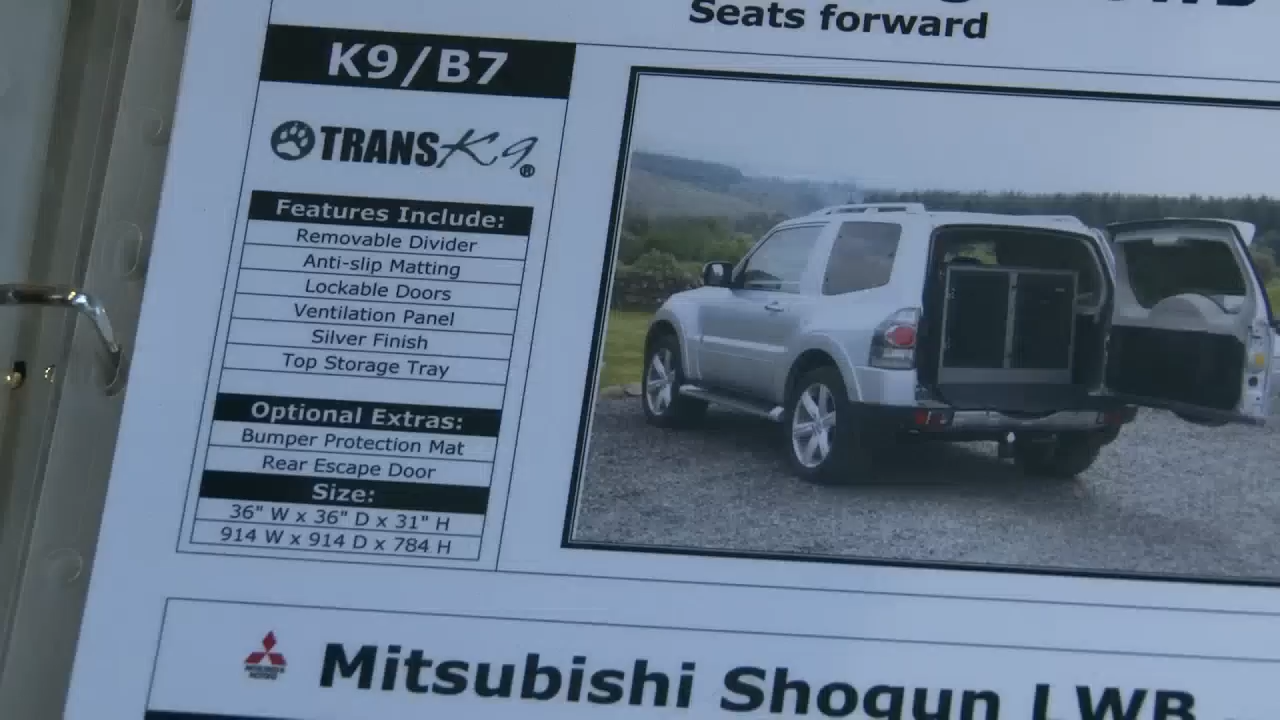 Seats forward
K9/B7
TRANSK9®
Features Include:
Removable Divider
Anti-slip Matting
Lockable Doors
Ventilation Panel
Silver Finish
Top Storage Tray
Optional Extras:
Bumper Protection Mat
Rear Escape Door
Size:
36" W x 36" D x 31" H
914 W x 914 D x 784 H
Mitsubishi Shogun LWB